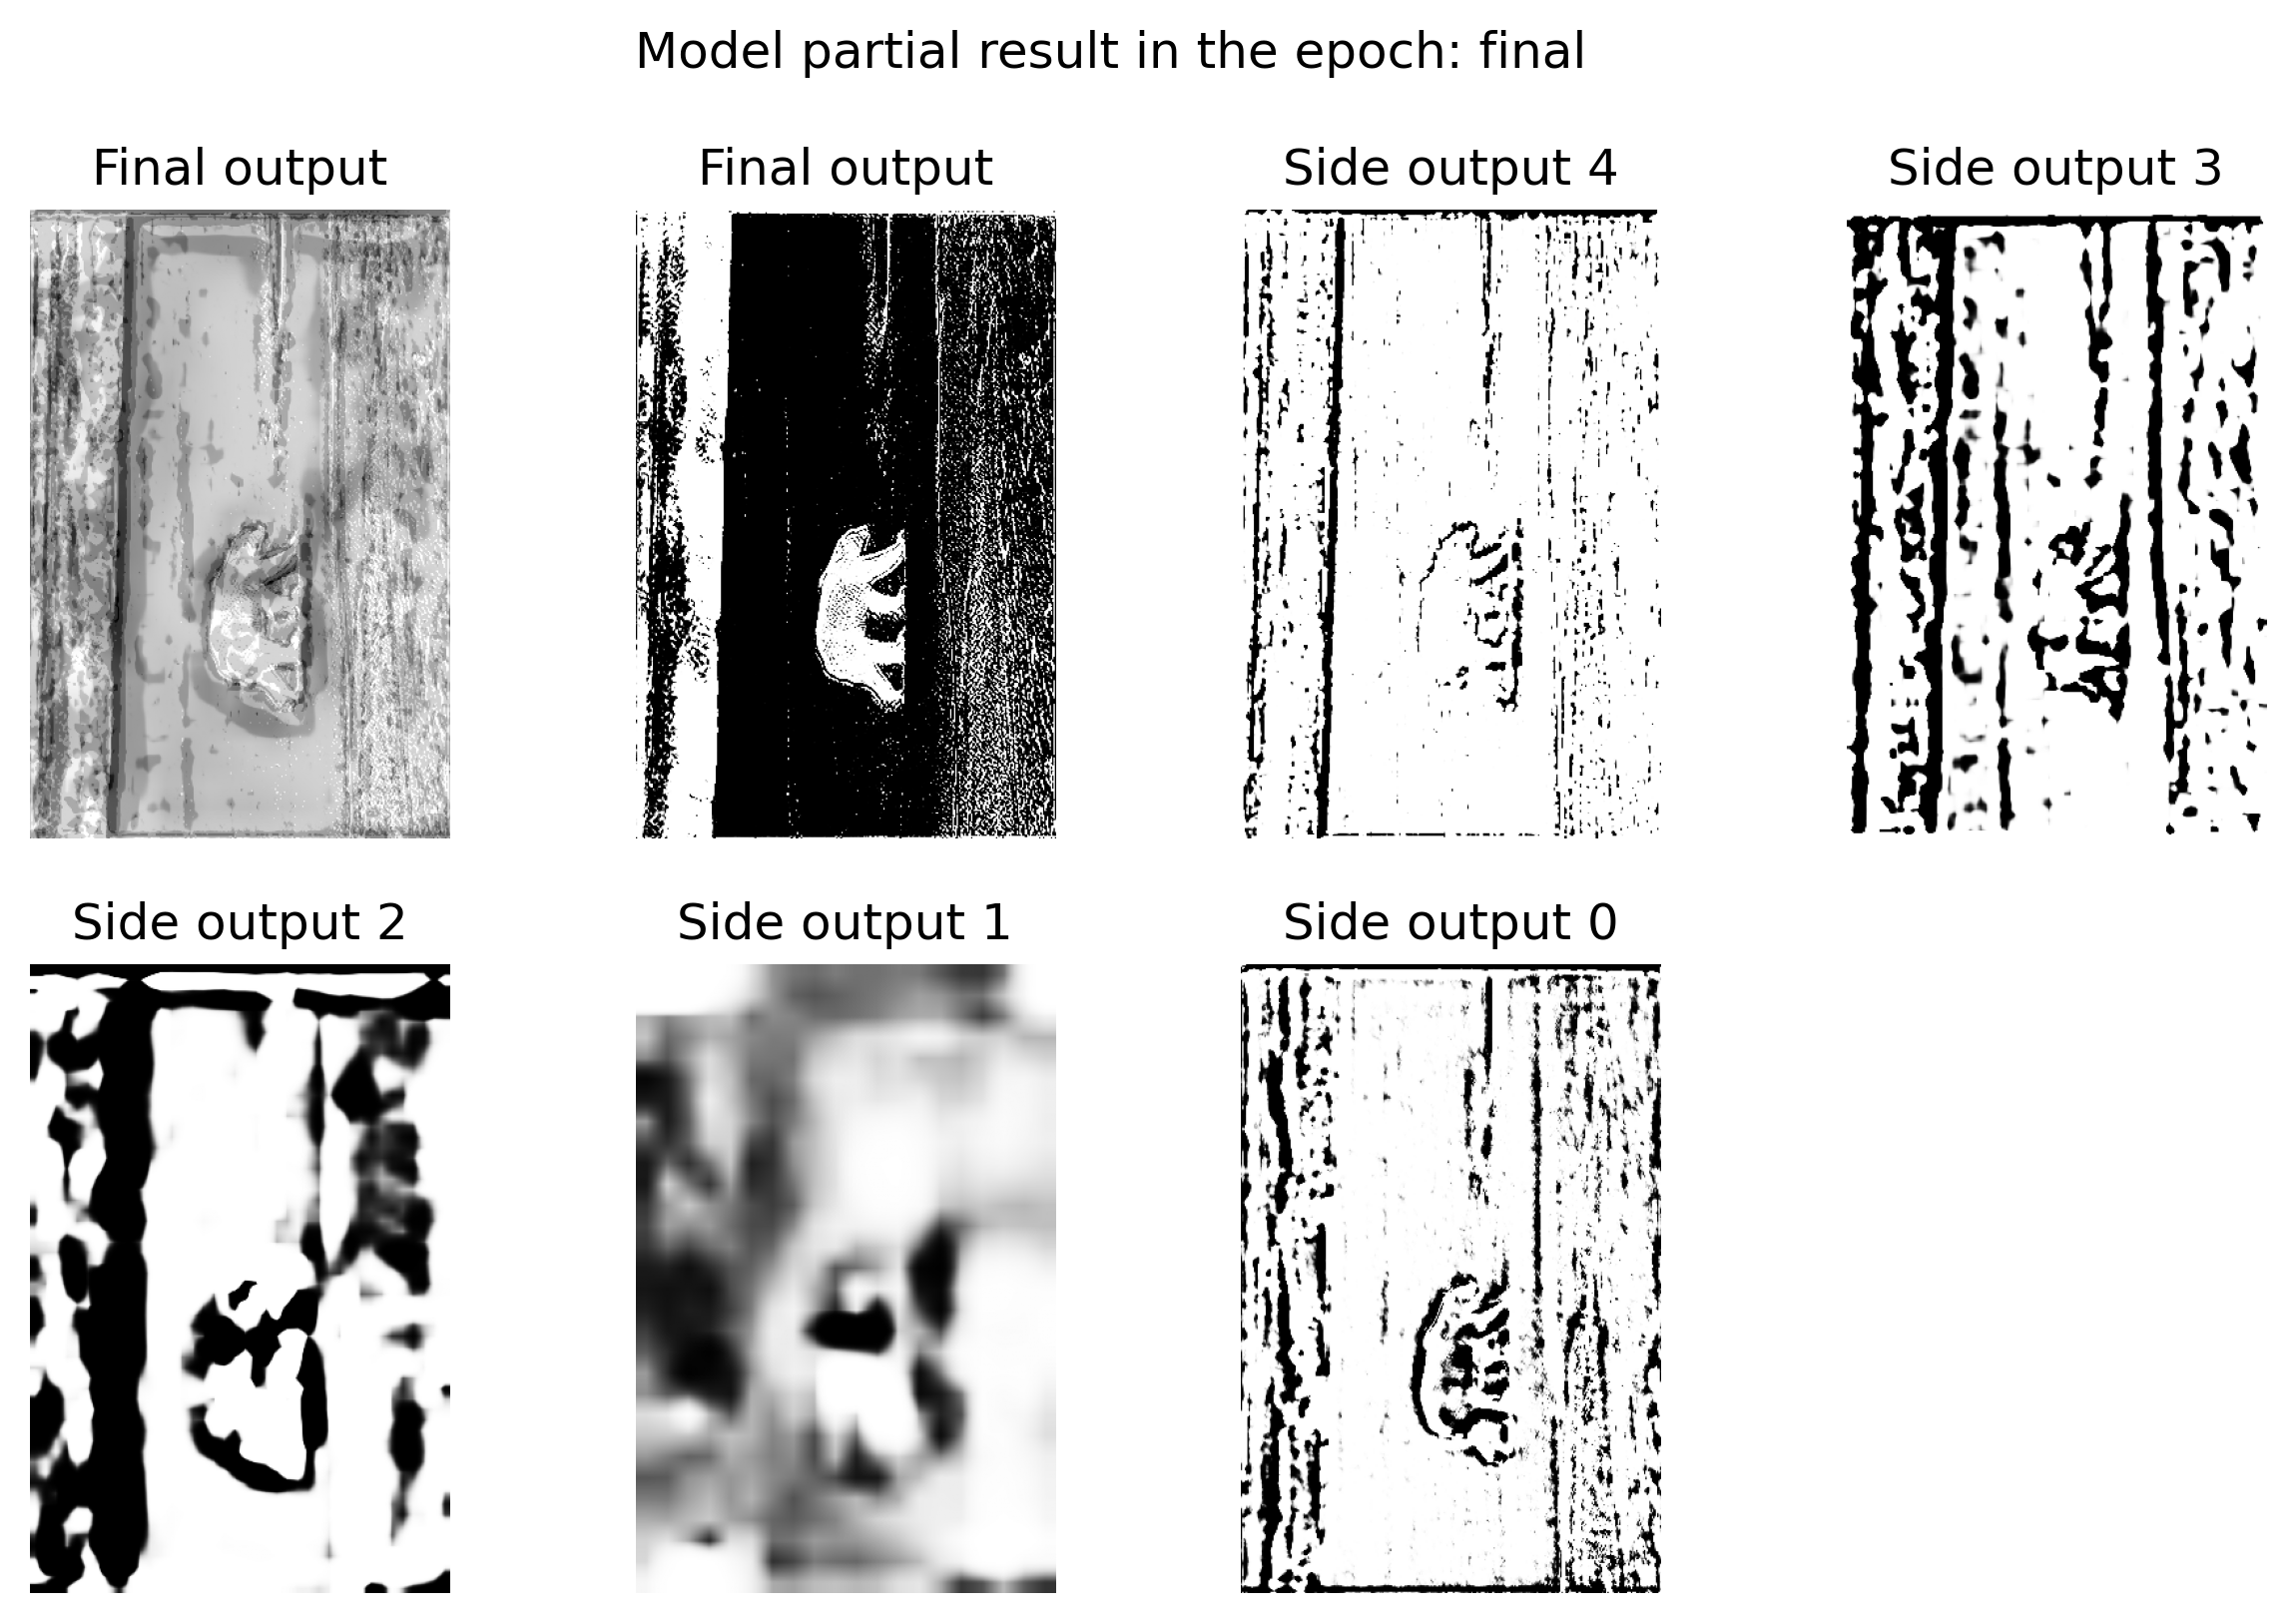 Model partial result in the epoch: final
Final output
Final output
Side output 4
Side output 3
Side output 2
Side output 1
Side output 0